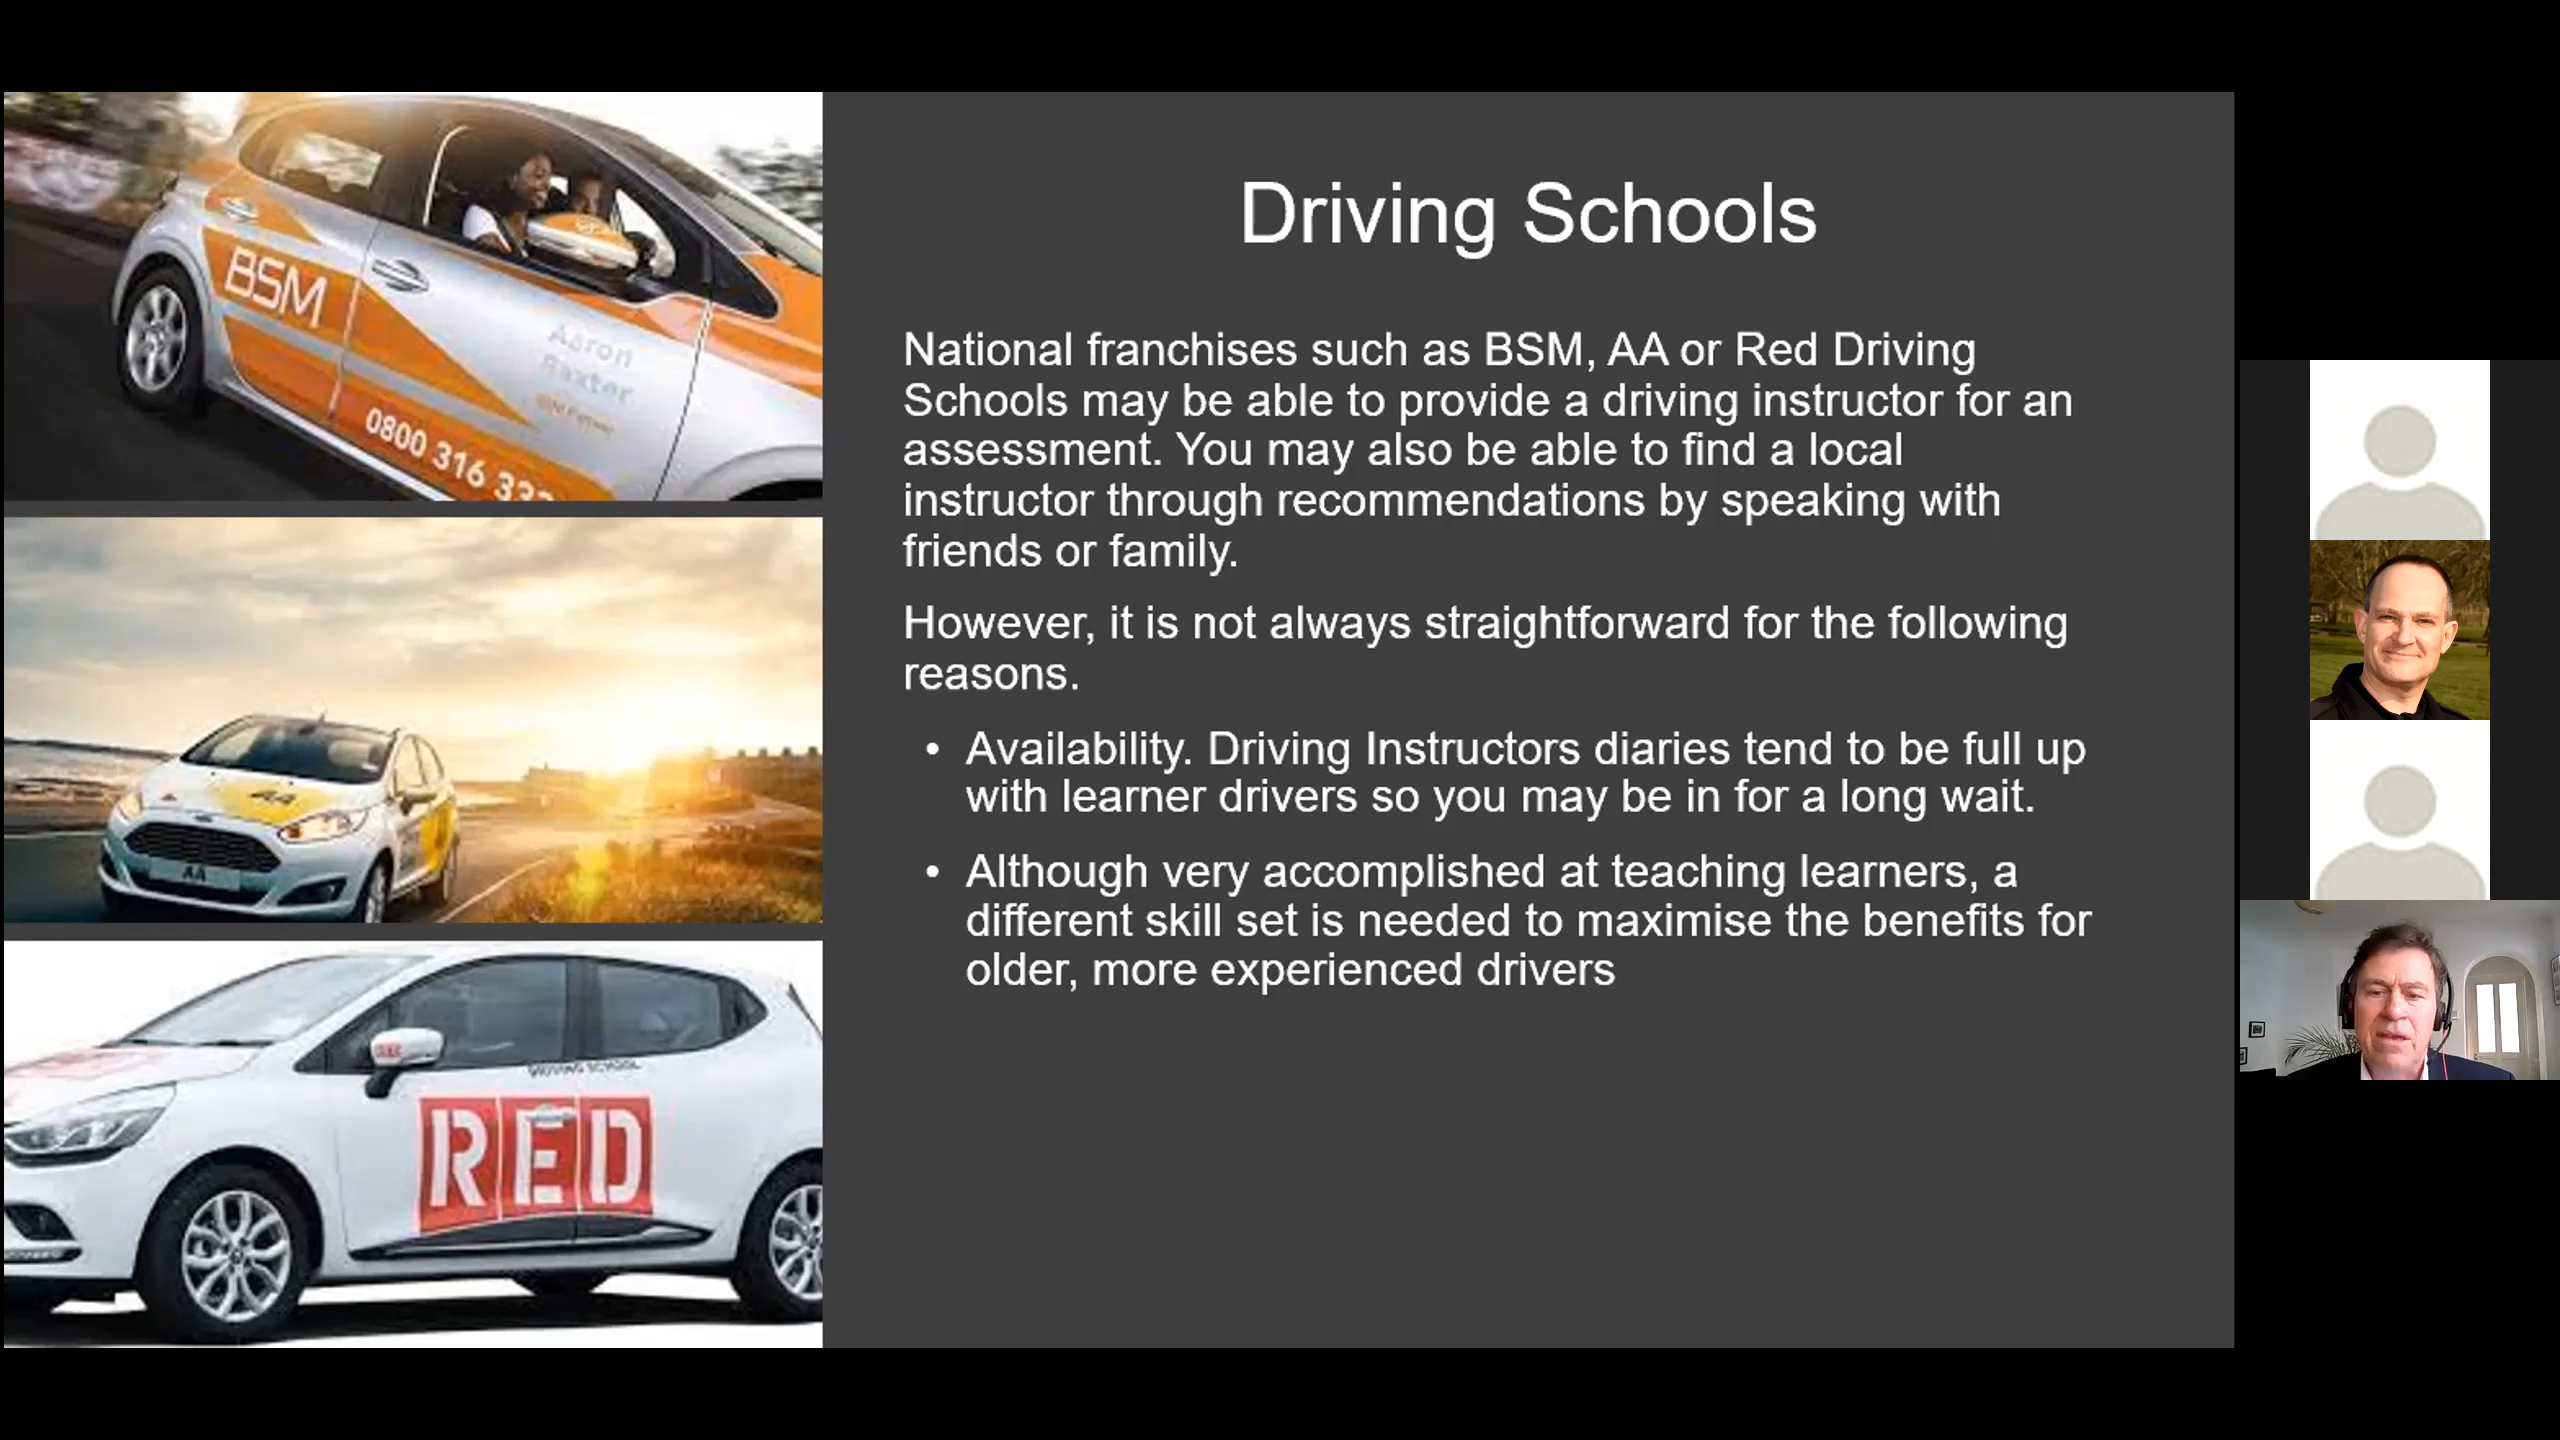 Driving Schools
National franchises such as BSM, AA or Red Driving
Schools may be able to provide a driving instructor for an
assessment. You may also be able to find a local
instructor through recommendations by speaking with
friends or family.
However, it is not always straightforward for the following
reasons.
• Availability. Driving Instructors diaries tend to be full up
with learner drivers so you may be in for a long wait.
• Although very accomplished at teaching learners, a
different skill set is needed to maximise the benefits for
older, more experienced drivers
BSM
Aaron
Baxter
0800 316 33
AA
AA
RED
DRIVING SCHOOL
RED